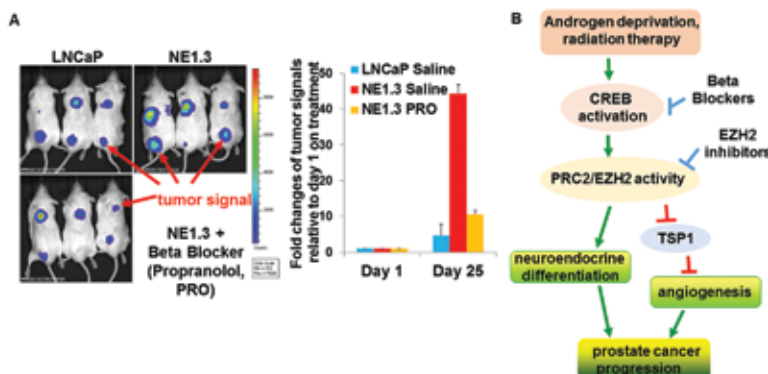 A
LNCaP
NE1.3
tumor signal
NE1.3 +
Beta Blocker
(Propranolol,
PRO)
Fold changes of tumor signals
relative to day 1 on treatment
50
40
30
20
10
0
LNCaP Saline
NE1.3 Saline
NE1.3 PRO
Day 1
Day 25
B
Androgen deprivation,
radiation therapy
CREB
activation
Beta
Blockers
EZH2
inhibitors
PRC2/EZH2 activity
TSP1
neuroendocrine
differentiation
angiogenesis
prostate cancer
progression